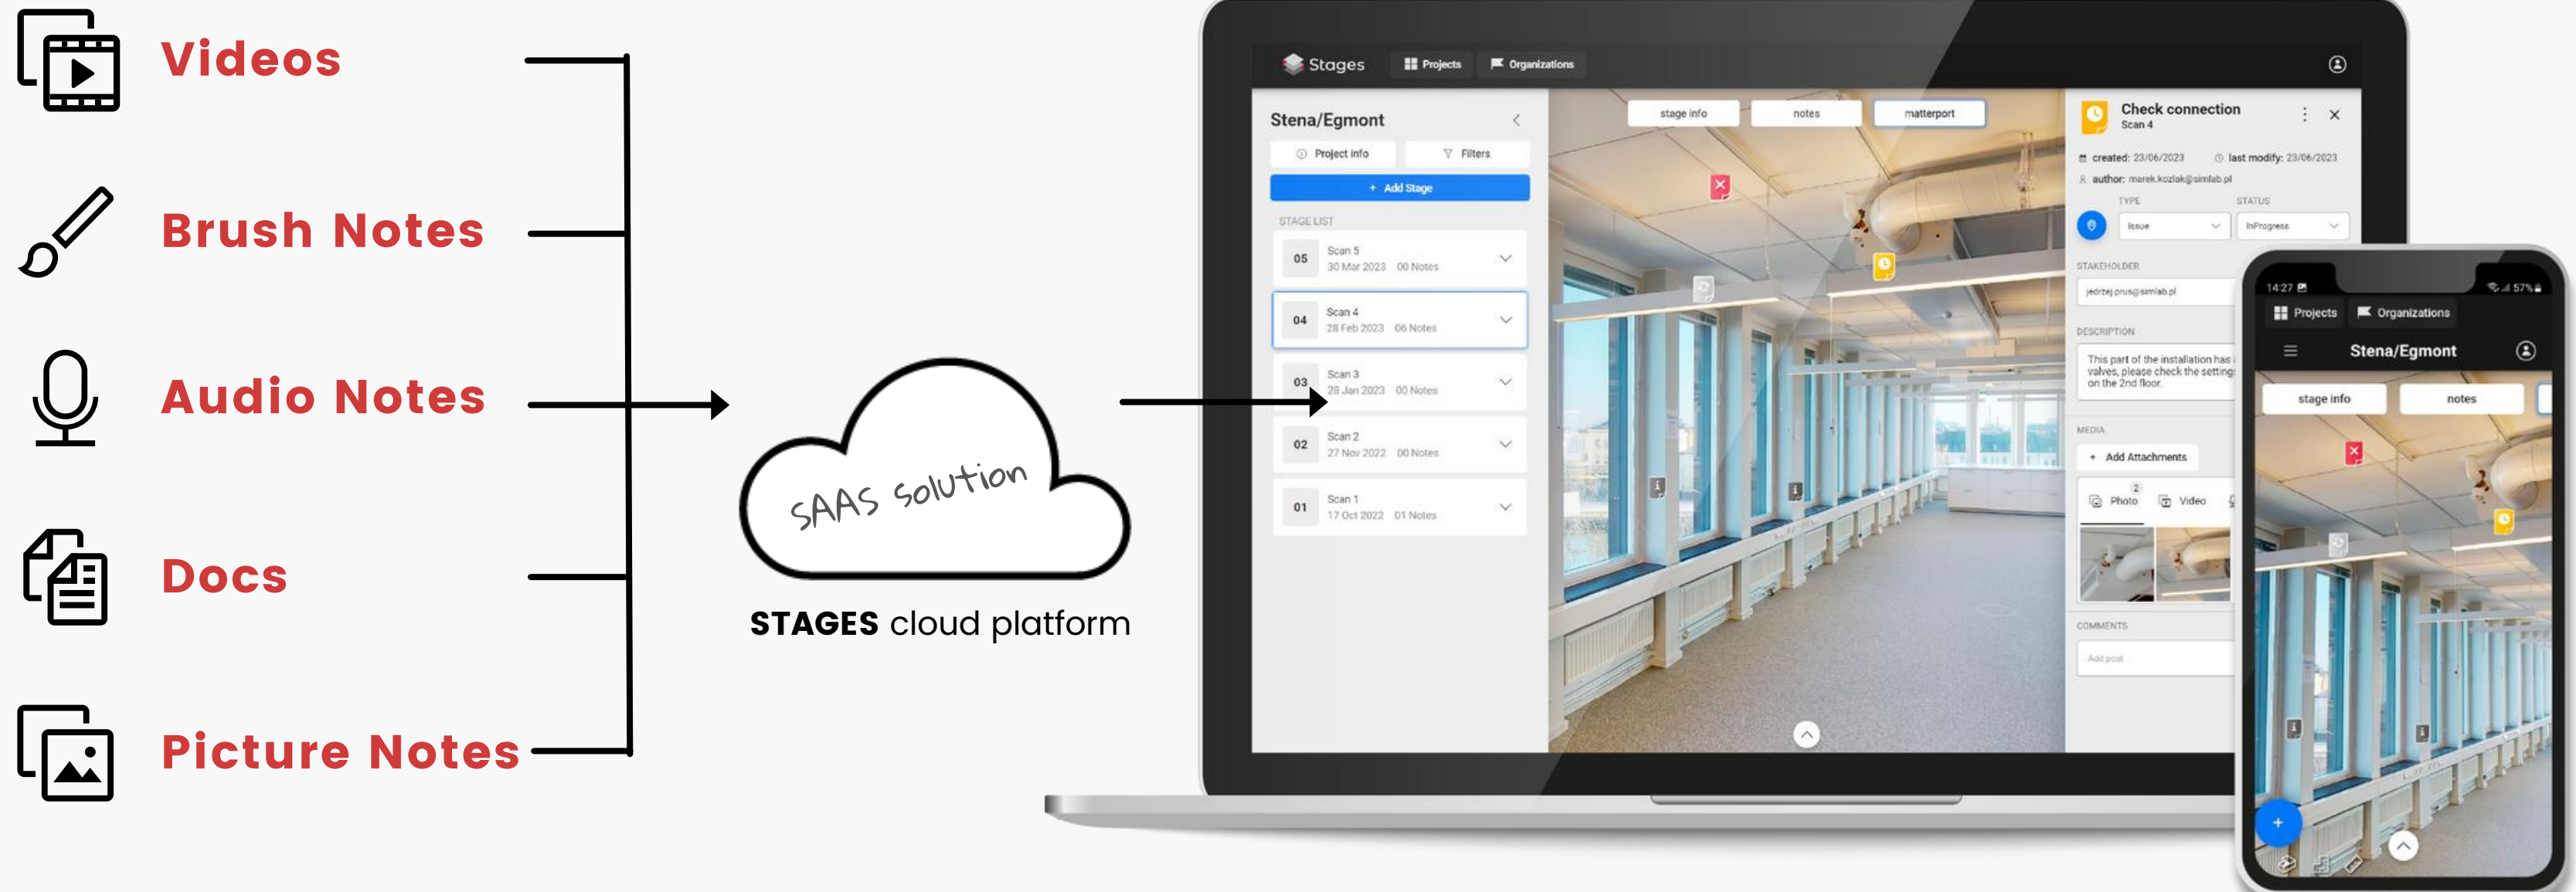 Videos
Brush Notes
Audio Notes
Docs
Picture Notes
SAAS solution
STAGES cloud platform
Stages
Projects
Organizations
Stena/Egmont
Project info
Filters
+ Add Stage
STAGE LIST
05
Scan 5
30 Mar 2023 00 Notes
04
Scan 4
28 Feb 2023 06 Notes
03
Scan 3
28 Jan 2023 00 Notes
02
Scan 2
27 Nov 2022 00 Notes
01
Scan 1
17 Oct 2022 01 Notes
stage info
notes
matterport
Check connection
Scan 4
created: 23/06/2023 last modify: 23/06/2023
author: marek.kozlak@simlab.pl
TYPE STATUS
Issue InProgress
STAKEHOLDER
jedrzej.prus@simlab.pl
DESCRIPTION
This part of the installation has
valves, please check the setting
on the 2nd floor.
MEDIA
+ Add Attachments
2
Photo Video
COMMENTS
Add post
14:27 57%
Projects Organizations
Stena/Egmont
stage info notes